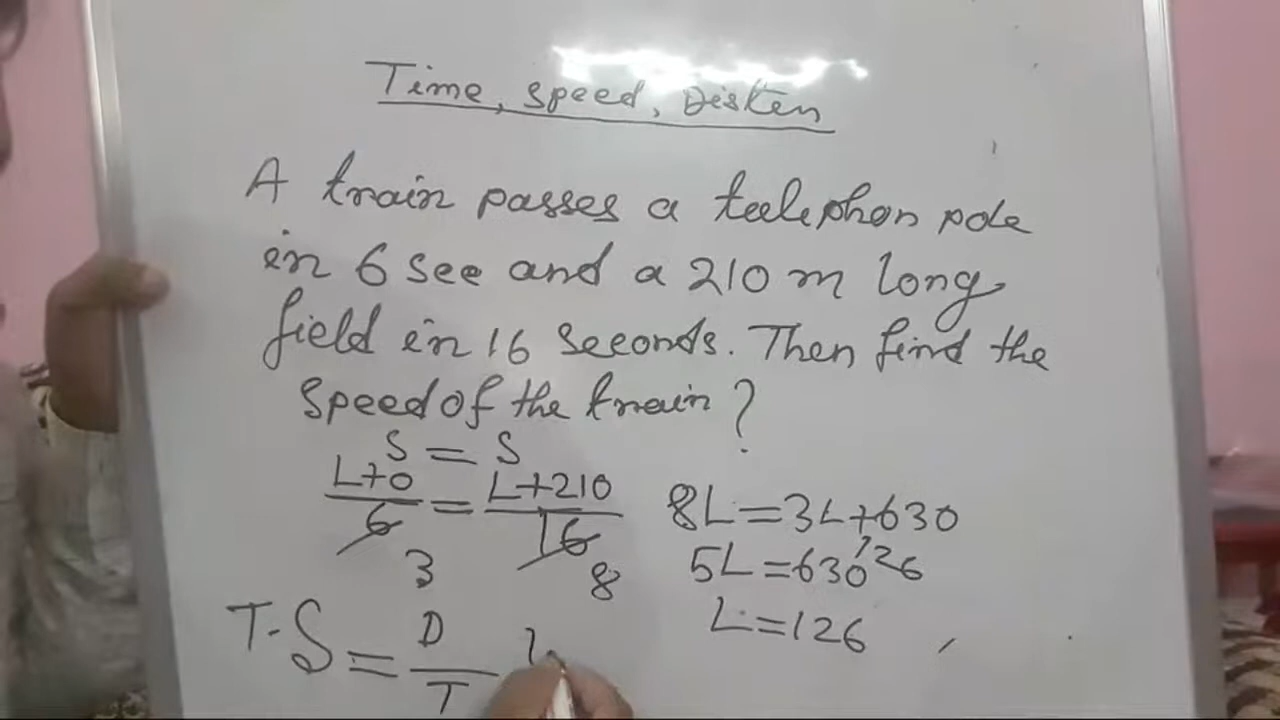 Time, Speed, Disten
A train passes a teelephon pole
in 6 See and a 210 m long
field in 16 seconds. Then find the
speed of the train?
S = S
L+0 = L+210
6 16
3 8
8L=3L+630
5L=630 126
L=126
T.S = D
T